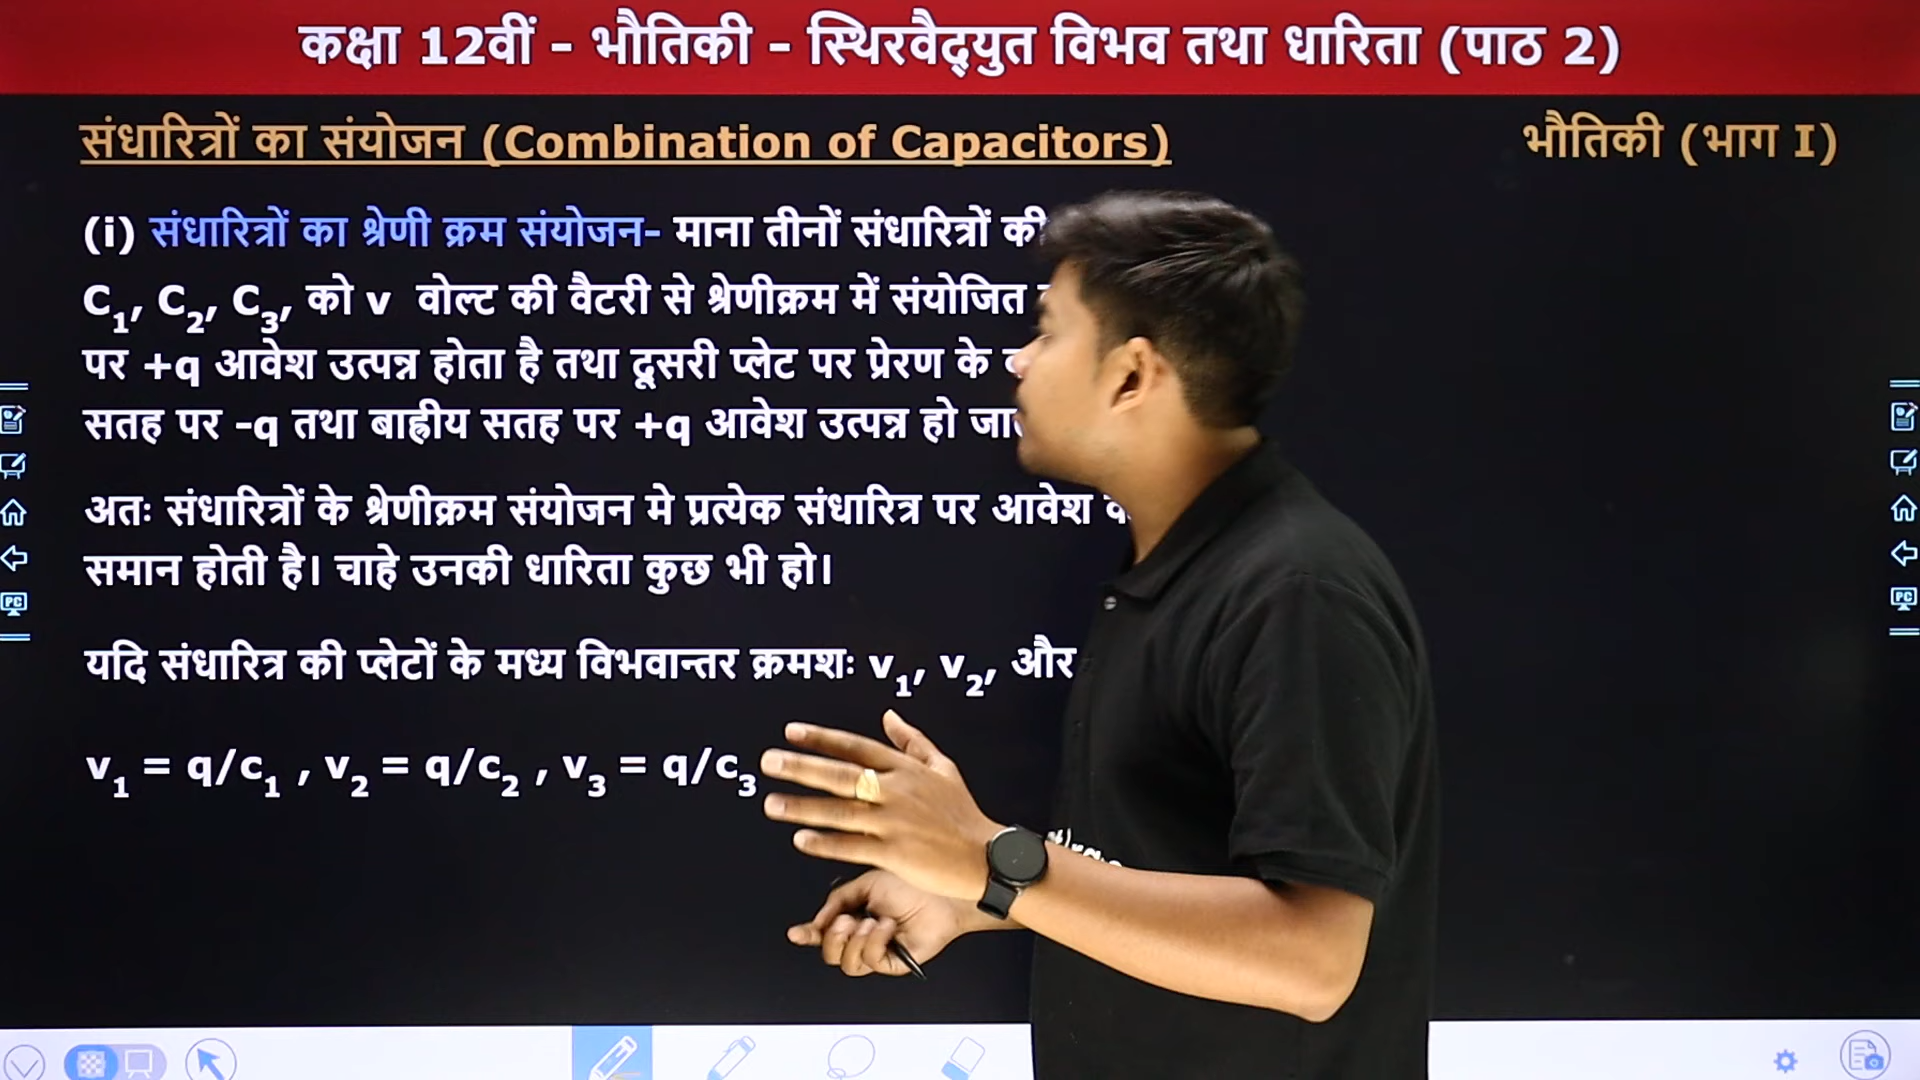 कक्षा 12वीं - भौतिकी - स्थिरवैद्युत विभव तथा धारिता (पाठ 2)
संधारित्रों का संयोजन (Combination of Capacitors)
भौतिकी (भाग I)
(i) संधारित्रों का श्रेणी क्रम संयोजन- माना तीनों संधारित्रों की
C1, C2, C3, को v वोल्ट की वैटरी से श्रेणीक्रम में संयोजित
पर +q आवेश उत्पन्न होता है तथा दूसरी प्लेट पर प्रेरण के
सतह पर -q तथा बाह्रीय सतह पर +q आवेश उत्पन्न हो
अतः संधारित्रों के श्रेणीक्रम संयोजन मे प्रत्येक संधारित्र पर आवेश
समान होती है। चाहे उनकी धारिता कुछ भी हो।
यदि संधारित्र की प्लेटों के मध्य विभवान्तर क्रमशः v1, v2, और
v1 = q/c1 , v2 = q/c2 , v3 = q/c3
PC
PC